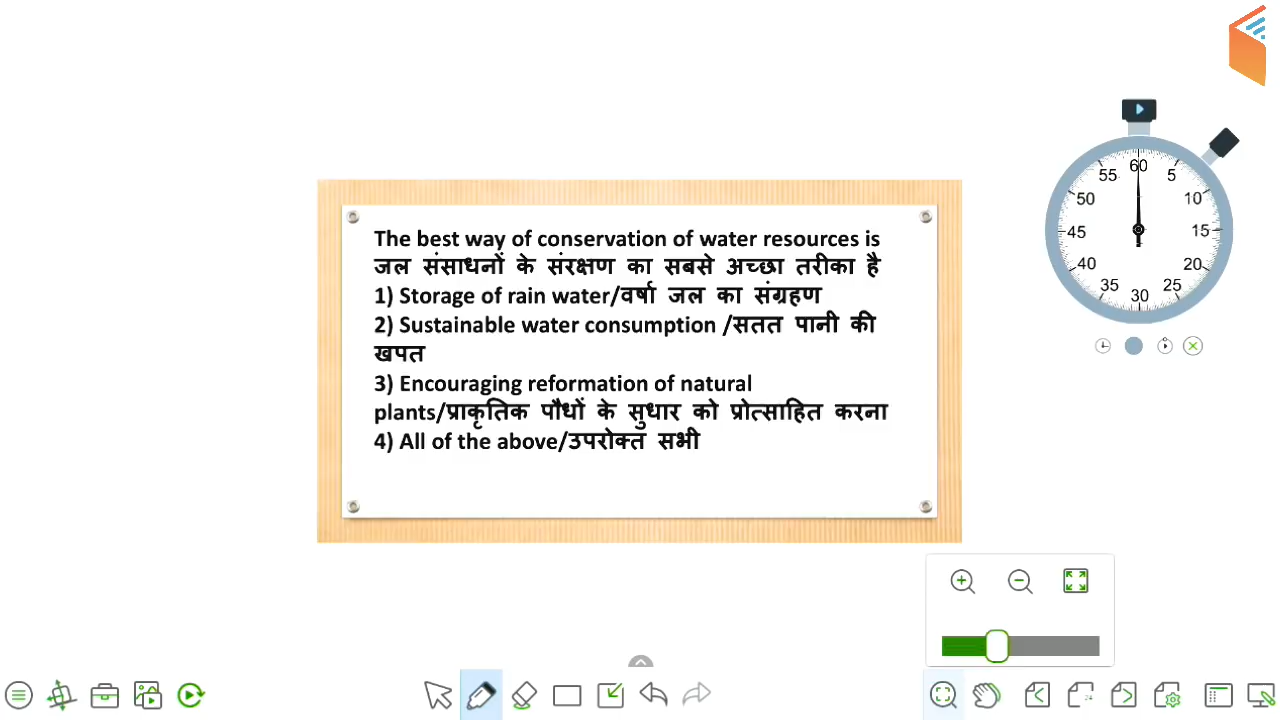 The best way of conservation of water resources is
जल संसाधनों के संरक्षण का सबसे अच्छा तरीका है
1) Storage of rain water/वर्षा जल का संग्रहण
2) Sustainable water consumption /सतत पानी की
खपत
3) Encouraging reformation of natural
plants/प्राकृतिक पौधों के सुधार को प्रोत्साहित करना
4) All of the above/उपरोक्त सभी
60
55 5
50 10
45 15
40 20
35 25
30
24